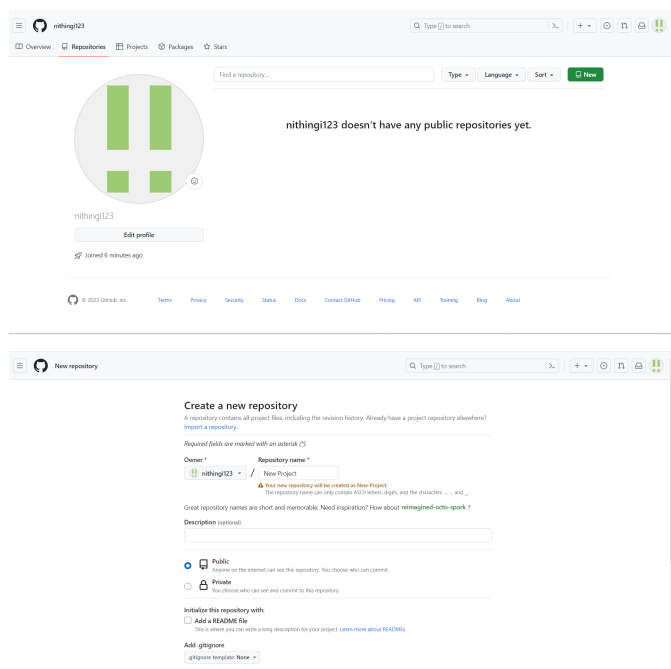 nithingi123
Type / to search
Overview Repositories Projects Packages Stars
Find a repository... Type Language Sort New
nithingi123 doesn't have any public repositories yet.
nithingi123
Edit profile
Joined 6 minutes ago
© 2023 GitHub, Inc. Terms Privacy Security Status Docs Contact GitHub Pricing API Training Blog About
New repository
Type / to search
Create a new repository
A repository contains all project files, including the revision history. Already have a project repository elsewhere?
Import a repository.
Required fields are marked with an asterisk (*).
Owner * Repository name *
nithingi123 / New Project
Your new repository will be created as New-Project.
The repository name can only contain ASCII letters, digits, and the characters ., -, and _.
Great repository names are short and memorable. Need inspiration? How about reimagined-octo-spork ?
Description (optional)
Public
Anyone on the internet can see this repository. You choose who can commit.
Private
You choose who can see and commit to this repository.
Initialize this repository with:
Add a README file
This is where you can write a long description for your project. Learn more about READMEs.
Add .gitignore
.gitignore template: None